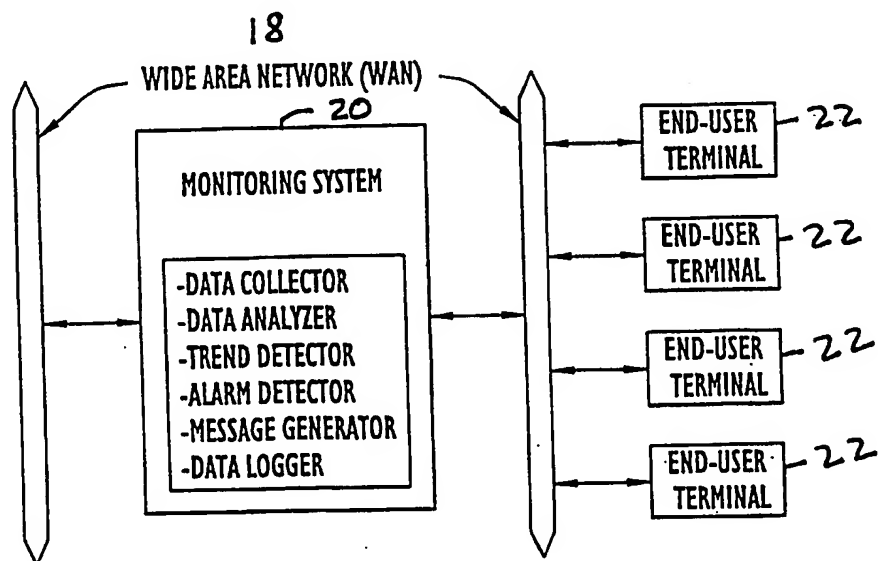 18
WIDE AREA NETWORK (WAN)
20
MONITORING SYSTEM
-DATA COLLECTOR
-DATA ANALYZER
-TREND DETECTOR
-ALARM DETECTOR
-MESSAGE GENERATOR
-DATA LOGGER
END-USER
TERMINAL
22
END-USER
TERMINAL
22
END-USER
TERMINAL
22
END-USER
TERMINAL
22